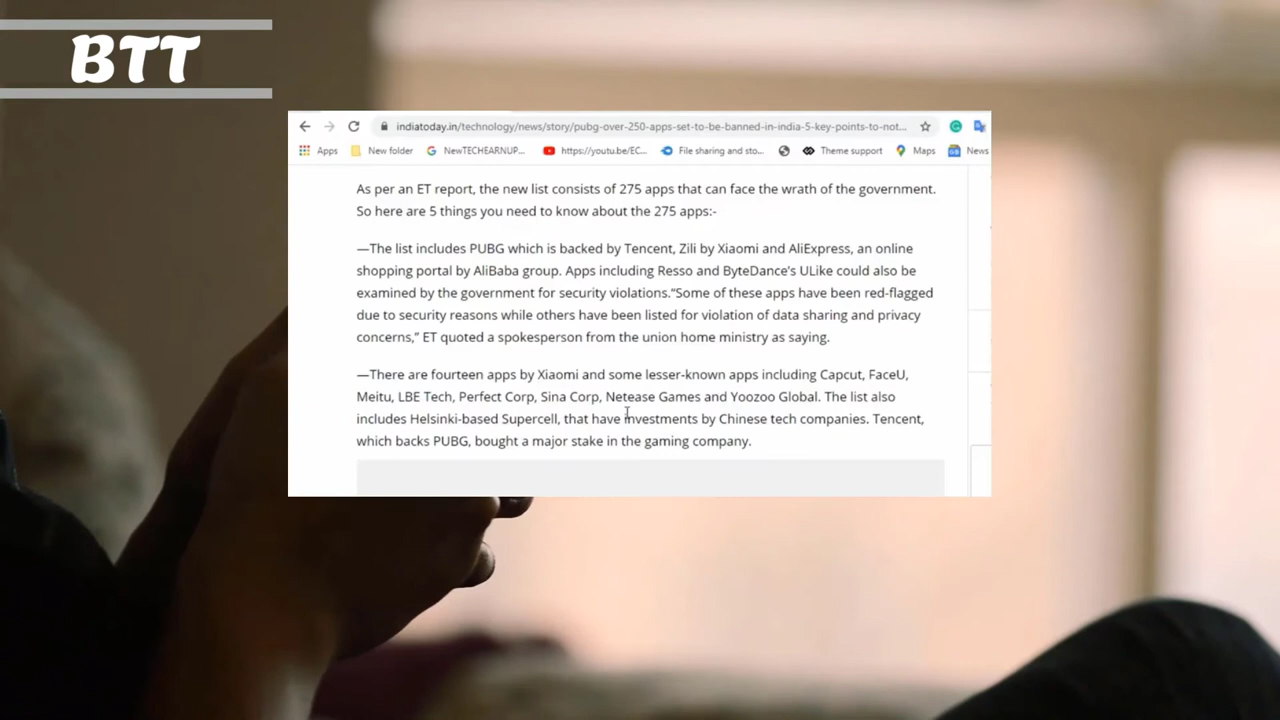 BTT
indiatoday.in/technology/news/story/pubg-over-250-apps-set-to-be-banned-in-india-5-key-points-to-not...
Apps New folder NewTECHEARNUP... https://youtu.be/EC... File sharing and sto... Theme support Maps News
As per an ET report, the new list consists of 275 apps that can face the wrath of the government.
So here are 5 things you need to know about the 275 apps:-
—The list includes PUBG which is backed by Tencent, Zili by Xiaomi and AliExpress, an online
shopping portal by AliBaba group. Apps including Resso and ByteDance’s ULike could also be
examined by the government for security violations.“Some of these apps have been red-flagged
due to security reasons while others have been listed for violation of data sharing and privacy
concerns,” ET quoted a spokesperson from the union home ministry as saying.
—There are fourteen apps by Xiaomi and some lesser-known apps including Capcut, FaceU,
Meitu, LBE Tech, Perfect Corp, Sina Corp, Netease Games and Yoozoo Global. The list also
includes Helsinki-based Supercell, that have investments by Chinese tech companies. Tencent,
which backs PUBG, bought a major stake in the gaming company.